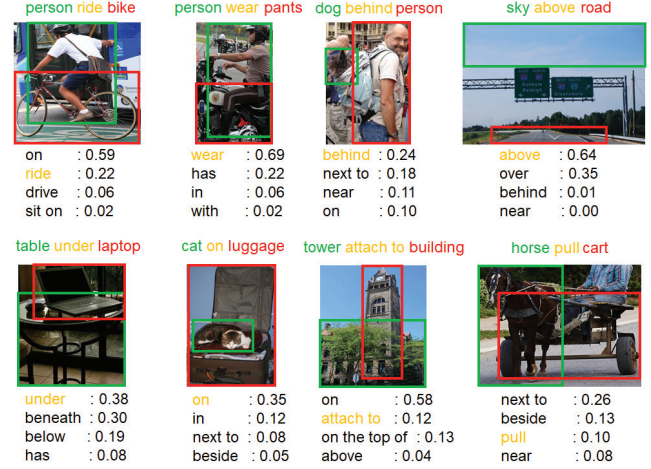 person ride bike
person wear pants
dog behind person
sky above road
on : 0.59
ride : 0.22
drive : 0.06
sit on : 0.02
wear : 0.69
has : 0.22
in : 0.06
with : 0.02
behind : 0.24
next to : 0.18
near : 0.11
on : 0.10
above : 0.64
over : 0.35
behind : 0.01
near : 0.00
table under laptop
cat on luggage
tower attach to building
horse pull cart
under : 0.38
beneath : 0.30
below : 0.19
has : 0.08
on : 0.35
in : 0.12
next to : 0.08
beside : 0.05
on : 0.58
attach to : 0.12
on the top of : 0.13
above : 0.04
next to : 0.26
beside : 0.13
pull : 0.10
near : 0.08